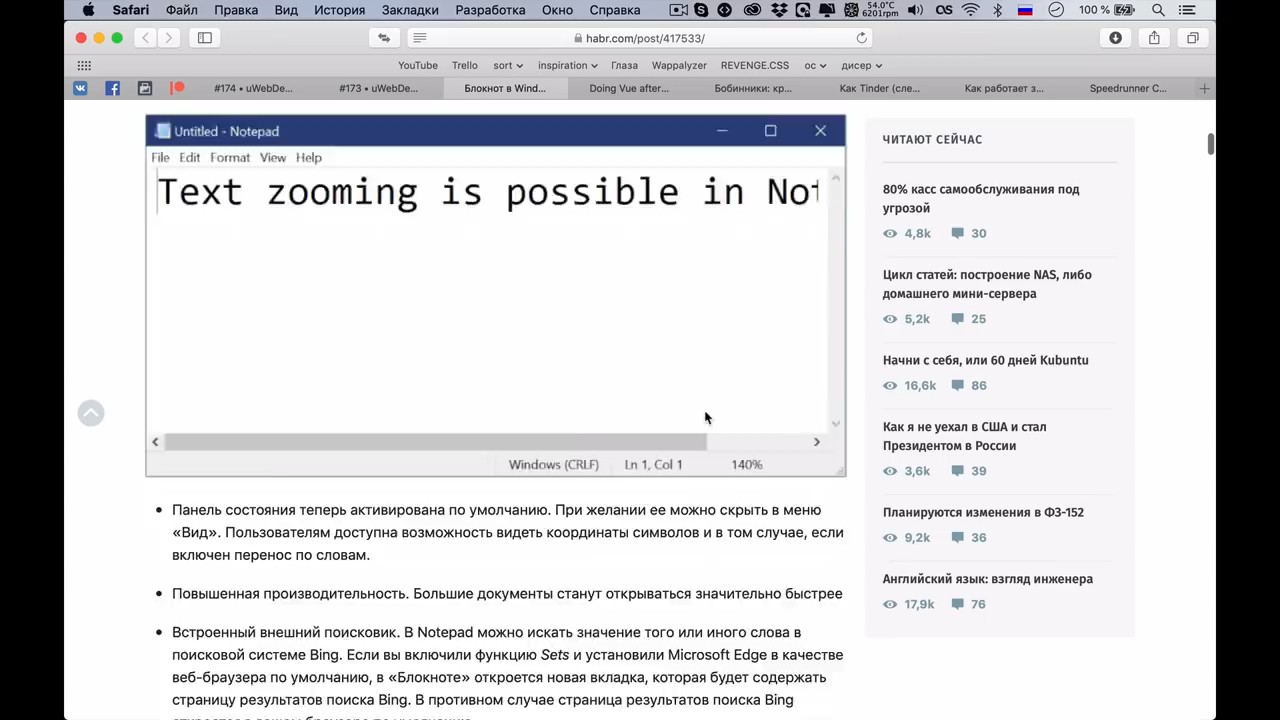 Safari Файл Правка Вид История Закладки Разработка Окно Справка 54.0°C 6201rpm 100 %
habr.com/post/417533/
YouTube Trello sort inspiration Глаза Wappalyzer REVENGE.CSS ос дисер
#174 • uWebDe... #173 • uWebDe... Блокнот в Wind... Doing Vue after... Бобинники: кр... Как Tinder (сле... Как работает з... Speedrunner С...
Untitled - Notepad
File Edit Format View Help
Text zooming is possible in Not
Windows (CRLF) Ln 1, Col 1 140%
Панель состояния теперь активирована по умолчанию. При желании ее можно скрыть в меню
«Вид». Пользователям доступна возможность видеть координаты символов и в том случае, если
включен перенос по словам.
Повышенная производительность. Большие документы станут открываться значительно быстрее
Встроенный внешний поисковик. В Notepad можно искать значение того или иного слова в
поисковой системе Bing. Если вы включили функцию Sets и установили Microsoft Edge в качестве
веб-браузера по умолчанию, в «Блокноте» откроется новая вкладка, которая будет содержать
страницу результатов поиска Bing. В противном случае страница результатов поиска Bing
ЧИТАЮТ СЕЙЧАС
80% касс самообслуживания под
угрозой
4,8k 30
Цикл статей: построение NAS, либо
домашнего мини-сервера
5,2k 25
Начни с себя, или 60 дней Kubuntu
16,6k 86
Как я не уехал в США и стал
Президентом в России
3,6k 39
Планируются изменения в ФЗ-152
9,2k 36
Английский язык: взгляд инженера
17,9k 76